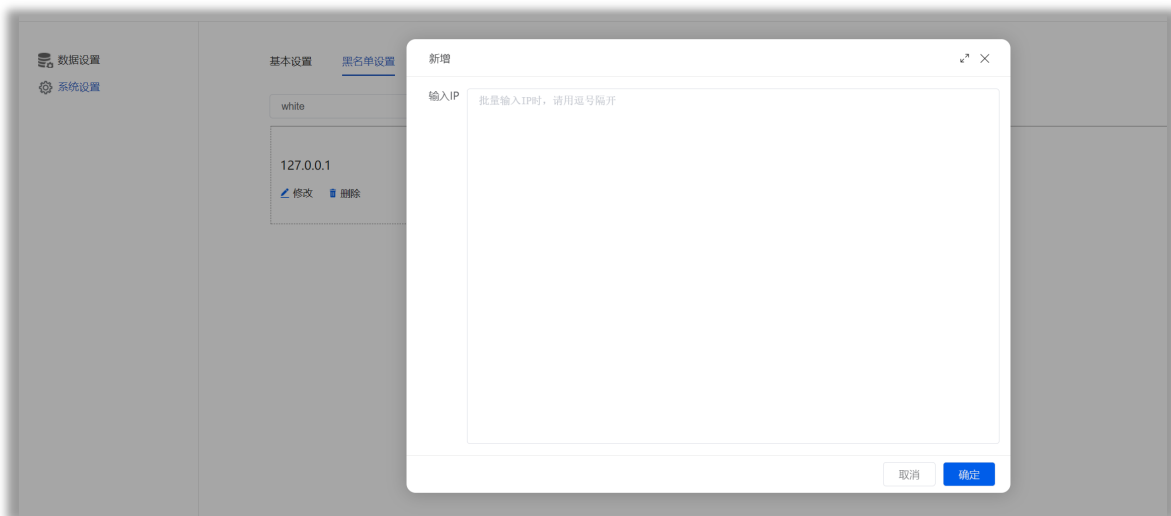 数据设置
系统设置
基本设置 黑名单设置
white
127.0.0.1
修改 删除
新增
输入IP 批量输入IP时，请用逗号隔开
取消 确定